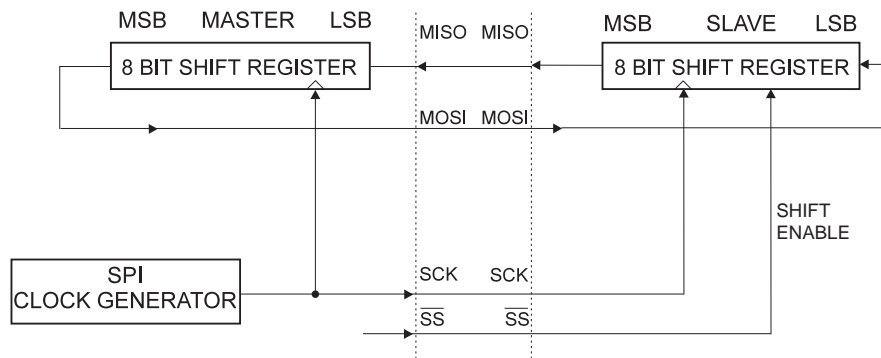 MSB MASTER LSB
MISO MISO
MSB SLAVE LSB
8 BIT SHIFT REGISTER
8 BIT SHIFT REGISTER
MOSI MOSI
SHIFT
ENABLE
SPI
CLOCK GENERATOR
SCK SCK
SS SS